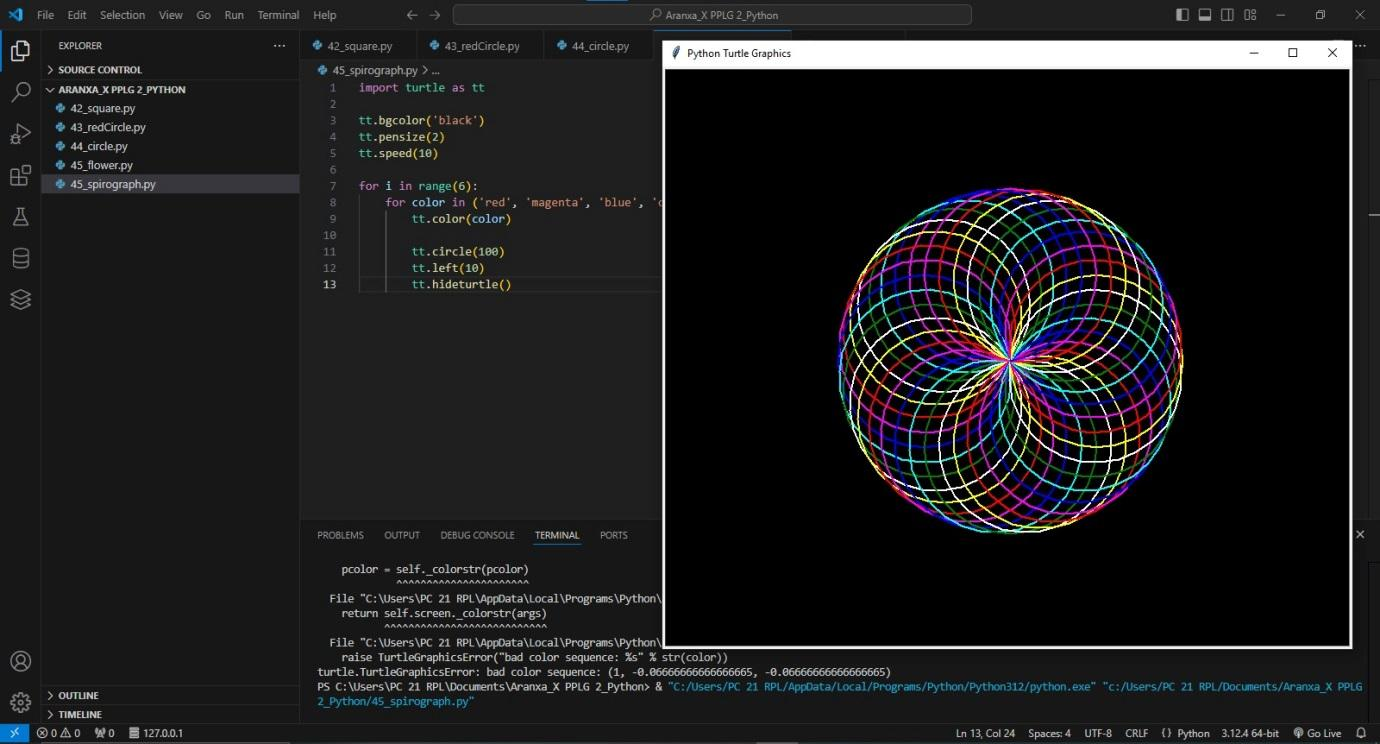 File Edit Selection View Go Run Terminal Help
Aranxa_X PPLG 2_Python
EXPLORER
SOURCE CONTROL
ARANXA_X PPLG 2_PYTHON
42_square.py
43_redCircle.py
44_circle.py
45_flower.py
45_spirograph.py
OUTLINE
TIMELINE
42_square.py 43_redCircle.py 44_circle.py
45_spirograph.py > ...
1 import turtle as tt
2
3 tt.bgcolor('black')
4 tt.pensize(2)
5 tt.speed(10)
6
7 for i in range(6):
8 for color in ('red', 'magenta', 'blue', '
9 tt.color(color)
10
11 tt.circle(100)
12 tt.left(10)
13 tt.hideturtle()
Python Turtle Graphics
PROBLEMS OUTPUT DEBUG CONSOLE TERMINAL PORTS
pcolor = self._colorstr(pcolor)
^^^^^^^^^^^^^^^^^^^^^^
File "C:\Users\PC 21 RPL\AppData\Local\Programs\Python\
return self.screen._colorstr(args)
^^^^^^^^^^^^^^^^^^^^^^^^^^^
File "C:\Users\PC 21 RPL\AppData\Local\Programs\Python\
raise TurtleGraphicsError("bad color sequence: %s" % str(color))
turtle.TurtleGraphicsError: bad color sequence: (1, -0.06666666666666665, -0.06666666666666665)
PS C:\Users\PC 21 RPL\Documents\Aranxa_X PPLG 2_Python> & "C:/Users/PC 21 RPL/AppData/Local/Programs/Python/Python312/python.exe" "c:/Users/PC 21 RPL/Documents/Aranxa_X PPLG
2_Python/45_spirograph.py"
0 0 0 127.0.0.1 Ln 13, Col 24 Spaces: 4 UTF-8 CRLF {} Python 3.12.4 64-bit Go Live